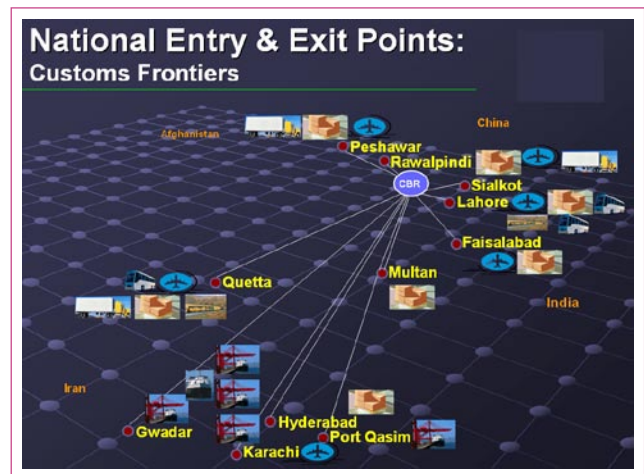 National Entry & Exit Points:
Customs Frontiers
Afghanistan
China
Peshawar
Rawalpindi
CBR
Sialkot
Lahore
Faisalabad
Quetta
Multan
India
Iran
Hyderabad
Gwadar
Port Qasim
Karachi